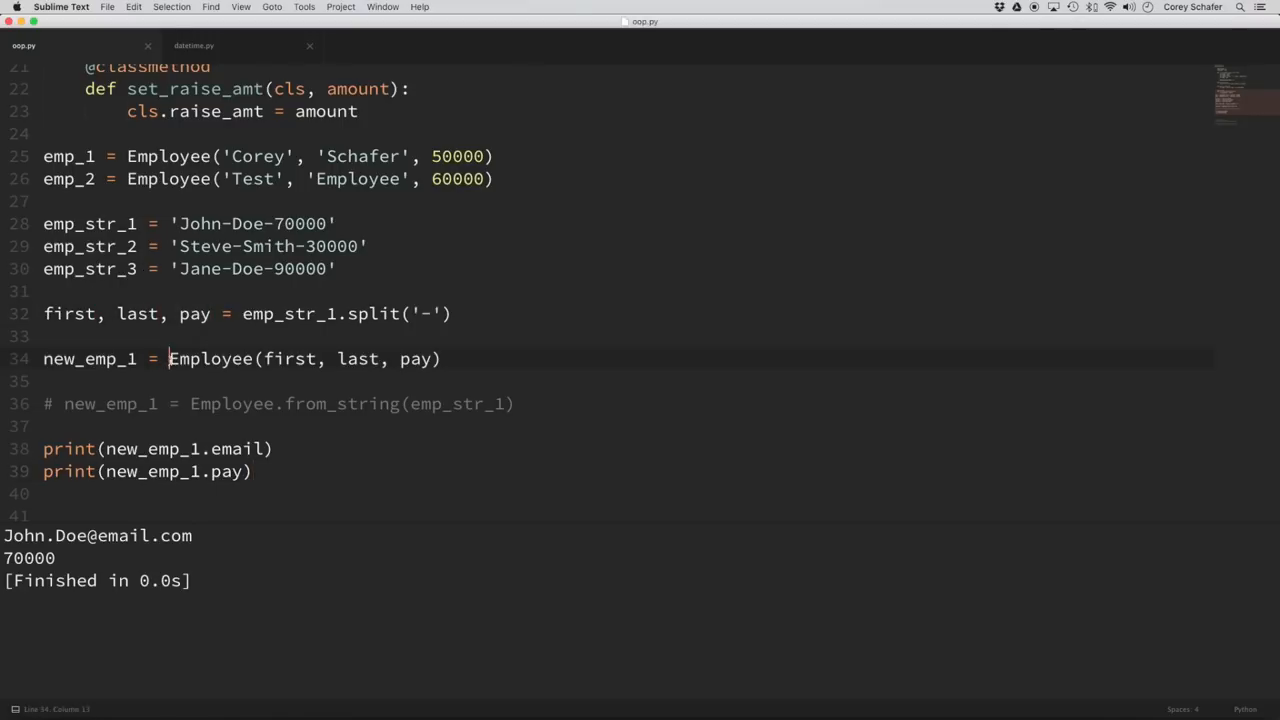 Sublime Text File Edit Selection Find View Goto Tools Project Window Help Corey Schafer
oop.py
oop.py datetime.py
21 @classmethod
22 def set_raise_amt(cls, amount):
23 cls.raise_amt = amount
24
25 emp_1 = Employee('Corey', 'Schafer', 50000)
26 emp_2 = Employee('Test', 'Employee', 60000)
27
28 emp_str_1 = 'John-Doe-70000'
29 emp_str_2 = 'Steve-Smith-30000'
30 emp_str_3 = 'Jane-Doe-90000'
31
32 first, last, pay = emp_str_1.split('-')
33
34 new_emp_1 = Employee(first, last, pay)
35
36 # new_emp_1 = Employee.from_string(emp_str_1)
37
38 print(new_emp_1.email)
39 print(new_emp_1.pay)
40
41
John.Doe@email.com
70000
[Finished in 0.0s]
Line 34, Column 13 Spaces: 4 Python